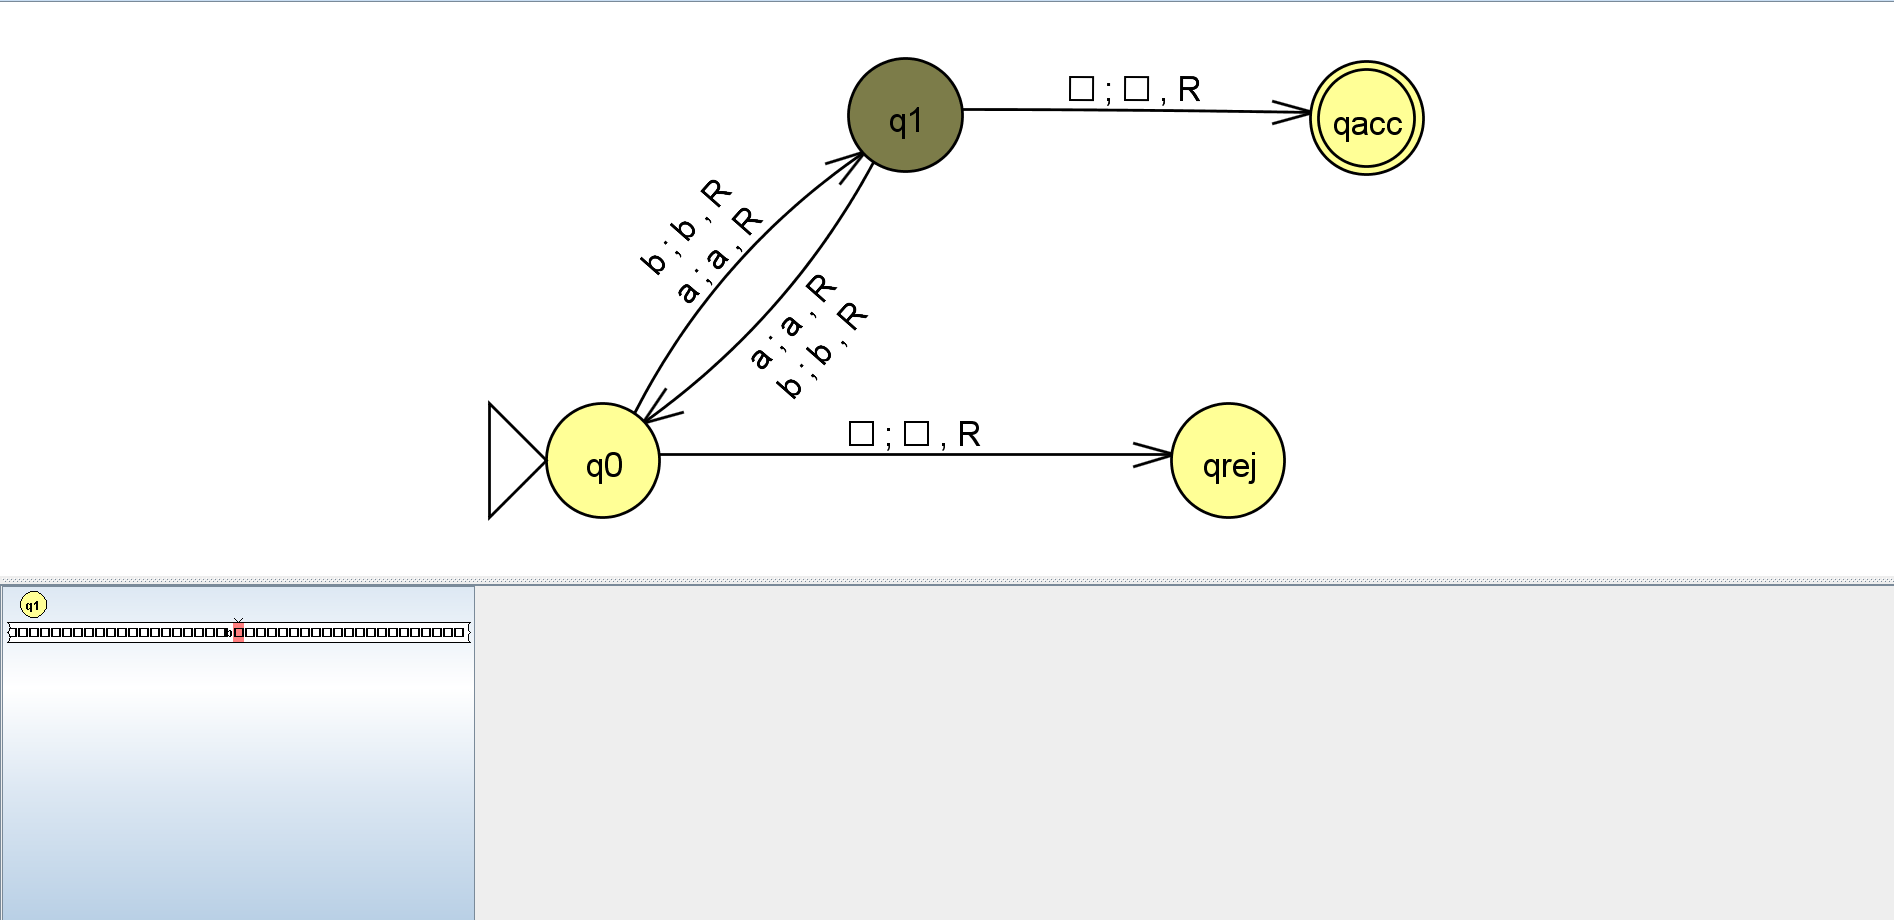 q1
□ ; □ , R
qacc
b ; b , R
a ; a , R
a ; a , R
b ; b , R
q0
□ ; □ , R
qrej
q1